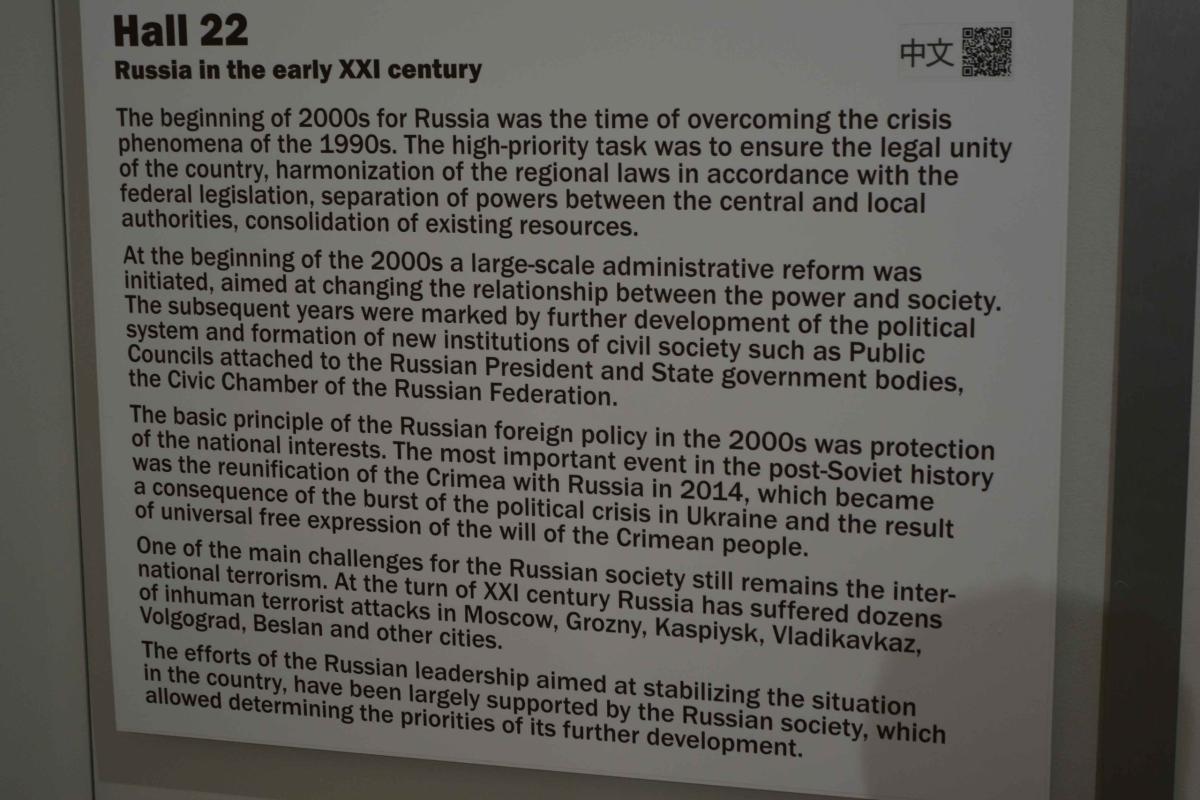 Hall 22
Russia in the early XXI century
中文
The beginning of 2000s for Russia was the time of overcoming the crisis
phenomena of the 1990s. The high-priority task was to ensure the legal unity
of the country, harmonization of the regional laws in accordance with the
federal legislation, separation of powers between the central and local
authorities, consolidation of existing resources.
At the beginning of the 2000s a large-scale administrative reform was
initiated, aimed at changing the relationship between the power and society.
The subsequent years were marked by further development of the political
system and formation of new institutions of civil society such as Public
Councils attached to the Russian President and State government bodies,
the Civic Chamber of the Russian Federation.
The basic principle of the Russian foreign policy in the 2000s was protection
of the national interests. The most important event in the post-Soviet history
was the reunification of the Crimea with Russia in 2014, which became
a consequence of the burst of the political crisis in Ukraine and the result
of universal free expression of the will of the Crimean people.
One of the main challenges for the Russian society still remains the inter-
national terrorism. At the turn of XXI century Russia has suffered dozens
of inhuman terrorist attacks in Moscow, Grozny, Kaspiysk, Vladikavkaz,
Volgograd, Beslan and other cities.
The efforts of the Russian leadership aimed at stabilizing the situation
in the country, have been largely supported by the Russian society, which
allowed determining the priorities of its further development.